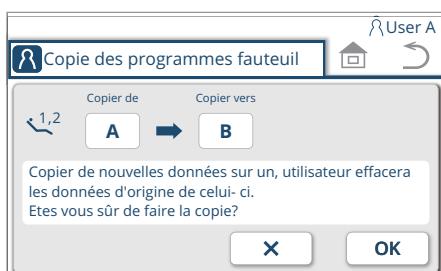 User A
Copie des programmes fauteuil
Copier de Copier vers
1,2 A B
Copier de nouvelles données sur un, utilisateur effacera
les données d'origine de celui- ci.
Etes vous sûr de faire la copie?
OK